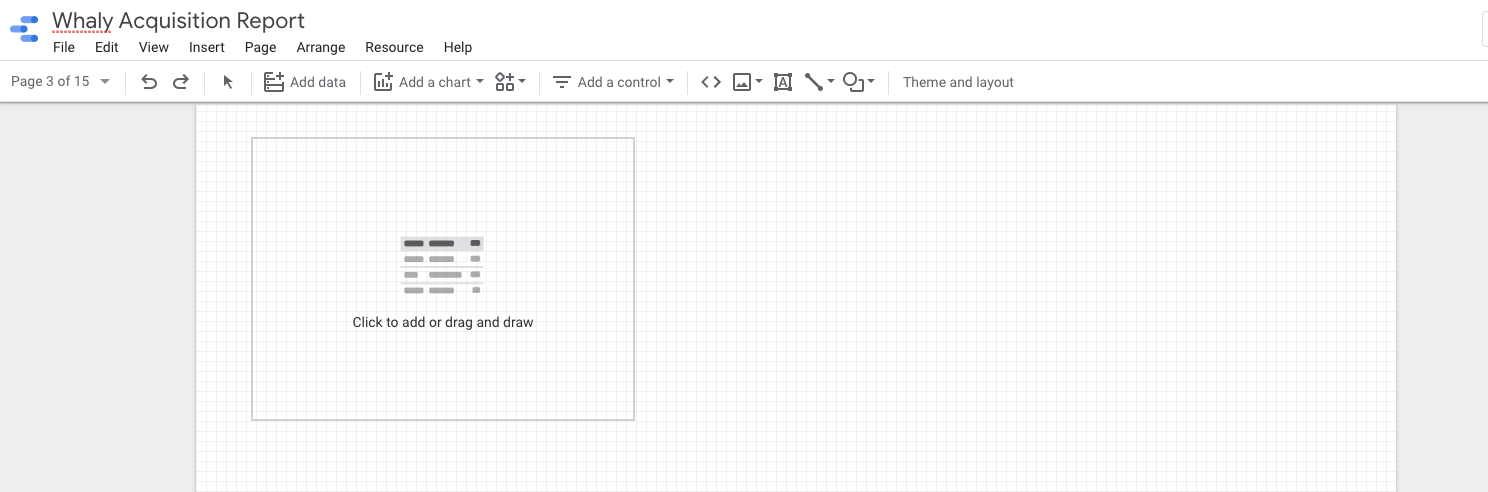 Whaly Acquisition Report
File Edit View Insert Page Arrange Resource Help
Page 3 of 15 Add data Add a chart Add a control Theme and layout
Click to add or drag and draw